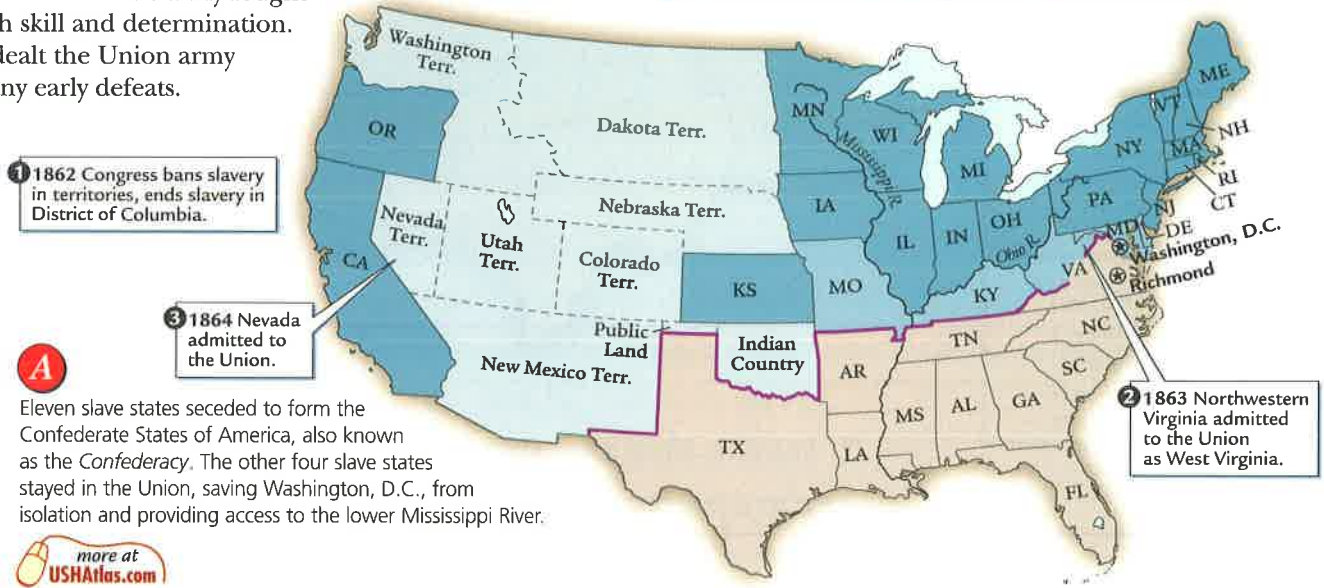 h skill and determination.
dealt the Union army
ny early defeats.
❶ 1862 Congress bans slavery
in territories, ends slavery in
District of Columbia.
❸ 1864 Nevada
admitted to
the Union.
A
Eleven slave states seceded to form the
Confederate States of America, also known
as the Confederacy. The other four slave states
stayed in the Union, saving Washington, D.C., from
isolation and providing access to the lower Mississippi River.
more at
USHAtlas.com
Washington
Terr.
OR
Dakota Terr.
MN
WI
Mississippi R.
MI
ME
VT
NH
NY
MA
RI
CT
Nevada
Terr.
Utah
Terr.
Nebraska Terr.
Colorado
Terr.
IA
IL
IN
OH
Ohio R.
PA
NJ
MD
DE
Washington, D.C.
Richmond
CA
KS
MO
KY
VA
Public
Land
Indian
Country
New Mexico Terr.
TN
NC
AR
SC
TX
LA
MS
AL
GA
FL
❷ 1863 Northwestern
Virginia admitted
to the Union
as West Virginia.